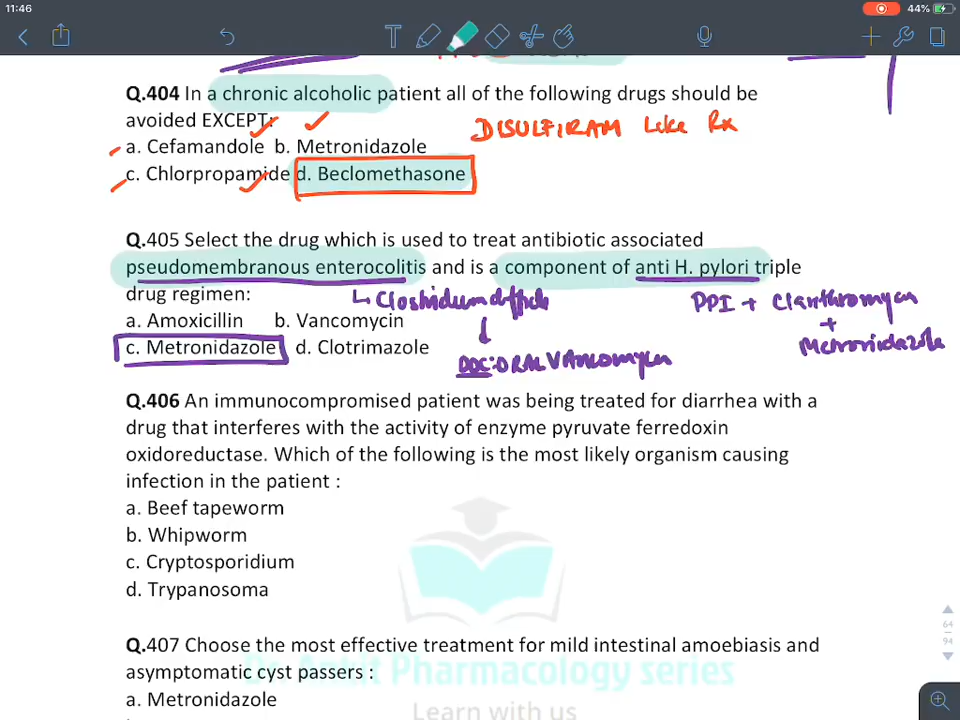 11:46
44%
T
Q.404 In a chronic alcoholic patient all of the following drugs should be
avoided EXCEPT:
DISULFIRAM like Rx
a. Cefamandole b. Metronidazole
c. Chlorpropamide d. Beclomethasone
Q.405 Select the drug which is used to treat antibiotic associated
pseudomembranous enterocolitis and is a component of anti H. pylori triple
drug regimen:
Clostridium difficle
PPI + Clarithromycin
+
Metronidazole
a. Amoxicillin b. Vancomycin
c. Metronidazole d. Clotrimazole
DOC: ORAL VANcomycin
Q.406 An immunocompromised patient was being treated for diarrhea with a
drug that interferes with the activity of enzyme pyruvate ferredoxin
oxidoreductase. Which of the following is the most likely organism causing
infection in the patient :
a. Beef tapeworm
b. Whipworm
c. Cryptosporidium
d. Trypanosoma
64
94
Q.407 Choose the most effective treatment for mild intestinal amoebiasis and
asymptomatic cyst passers :
Dr. Ankit Pharmacology series
a. Metronidazole
Learn with us